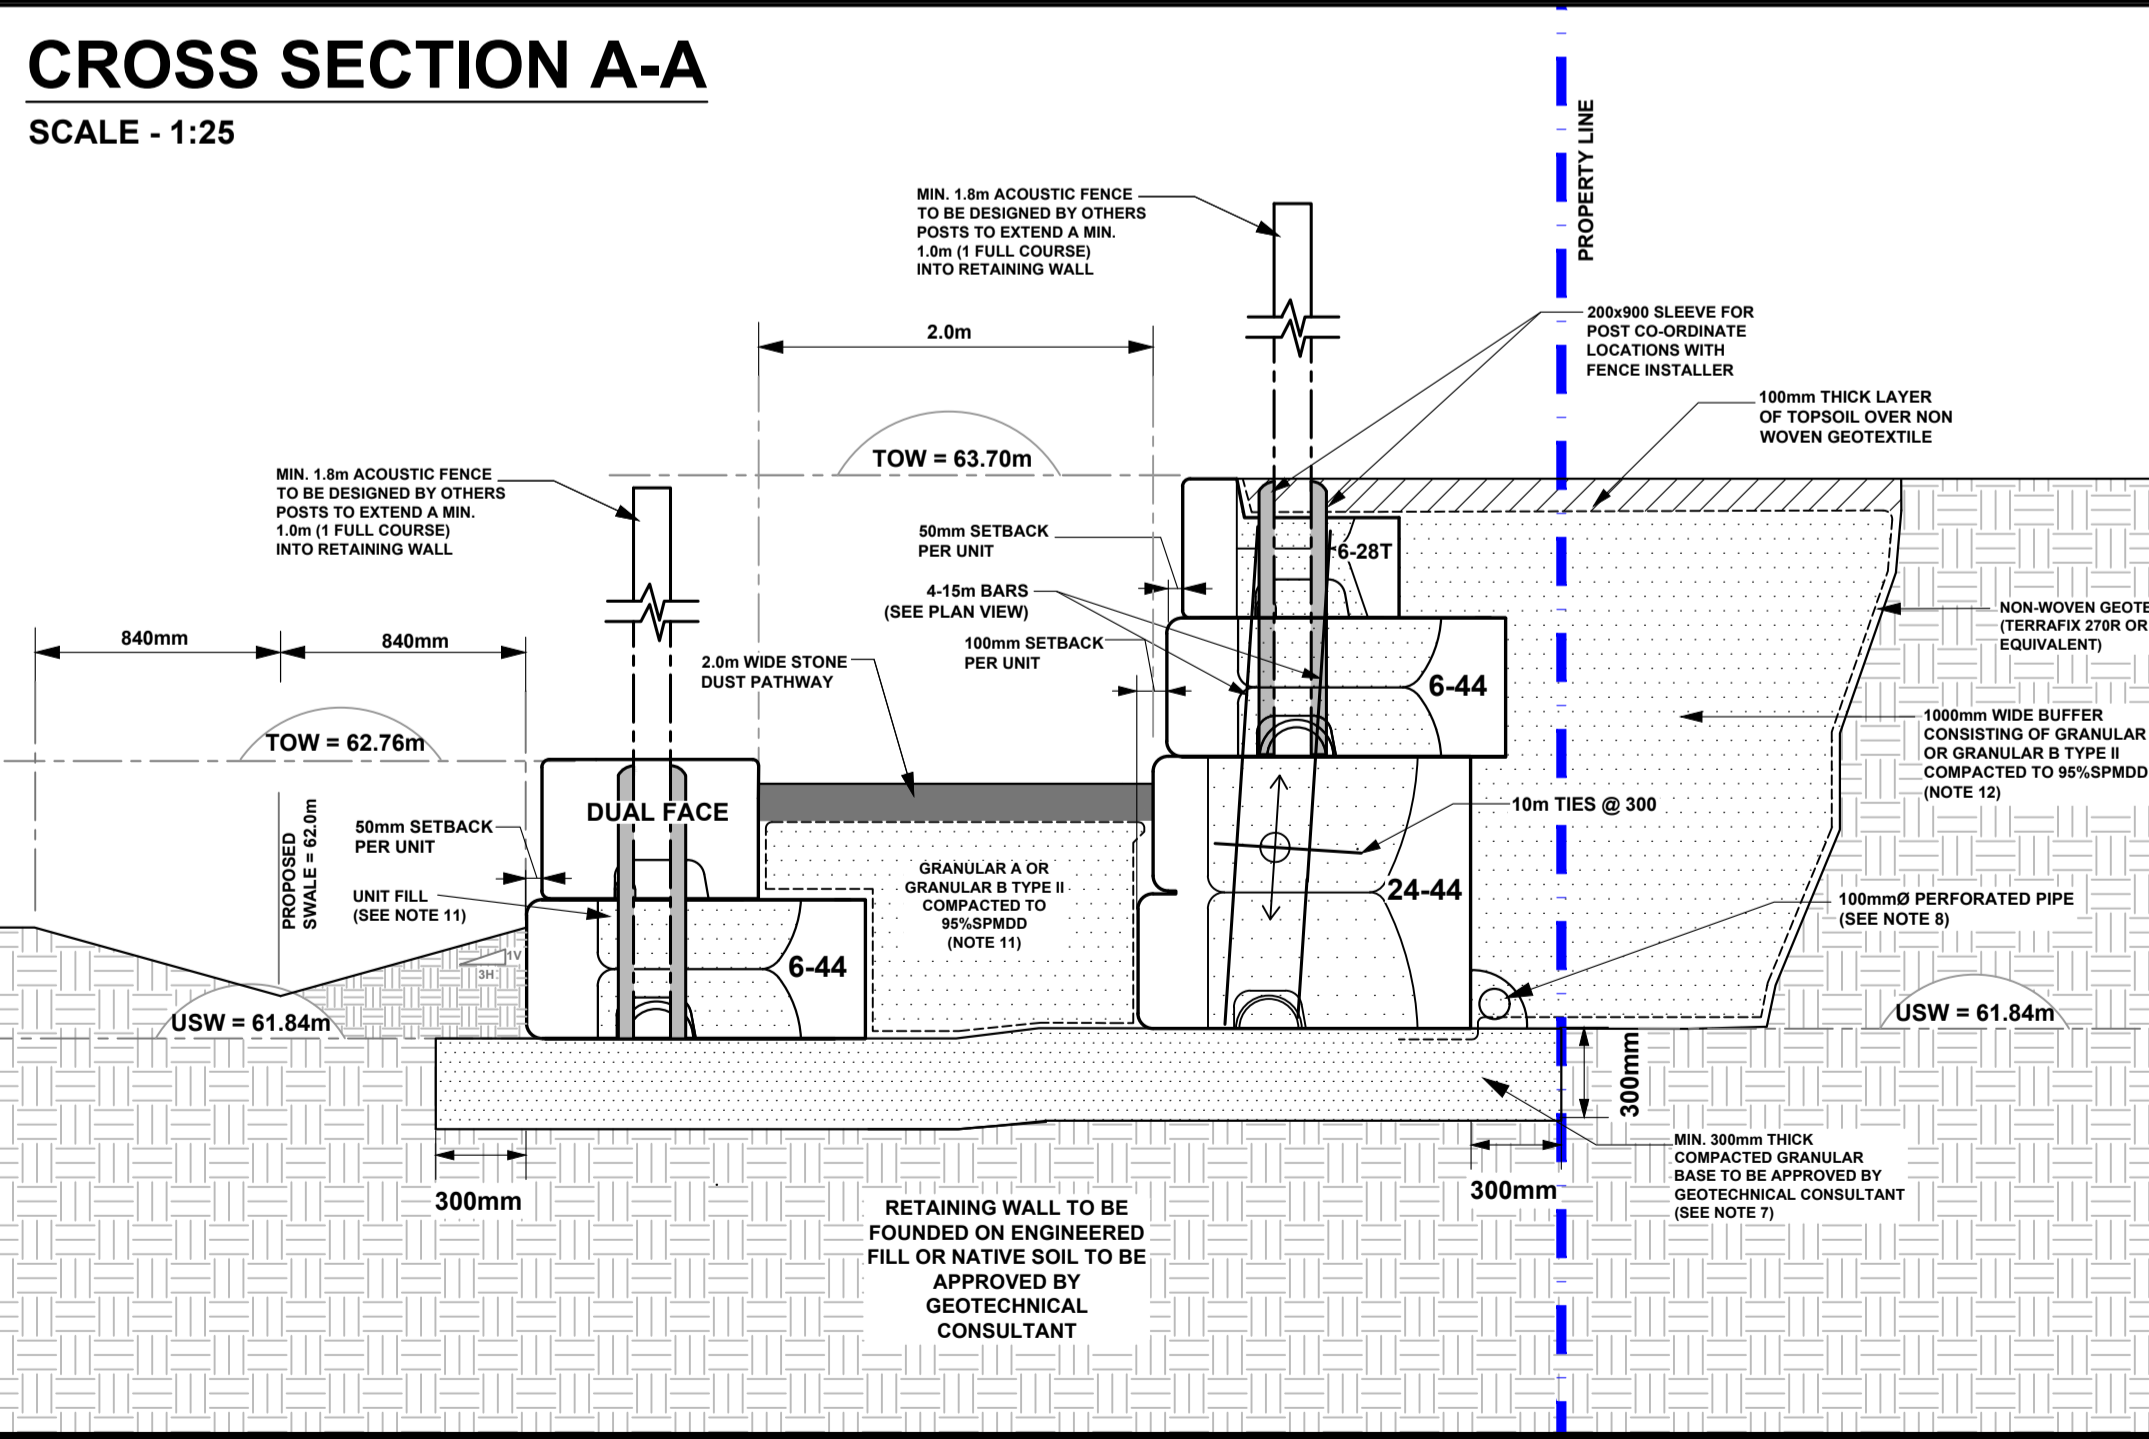 CROSS SECTION A-A
SCALE - 1:25
PROPERTY LINE
MIN. 1.8m ACOUSTIC FENCE
TO BE DESIGNED BY OTHERS
POSTS TO EXTEND A MIN.
1.0m (1 FULL COURSE)
INTO RETAINING WALL
200x900 SLEEVE FOR
POST CO-ORDINATE
LOCATIONS WITH
FENCE INSTALLER
2.0m
100mm THICK LAYER
OF TOPSOIL OVER NON
WOVEN GEOTEXTILE
TOW = 63.70m
MIN. 1.8m ACOUSTIC FENCE
TO BE DESIGNED BY OTHERS
POSTS TO EXTEND A MIN.
1.0m (1 FULL COURSE)
INTO RETAINING WALL
50mm SETBACK
PER UNIT
6-28T
4-15m BARS
(SEE PLAN VIEW)
NON-WOVEN GEOTE
(TERRAFIX 270R OR
EQUIVALENT)
840mm
840mm
100mm SETBACK
PER UNIT
2.0m WIDE STONE
DUST PATHWAY
6-44
1000mm WIDE BUFFER
CONSISTING OF GRANULAR
OR GRANULAR B TYPE II
COMPACTED TO 95%SPMDD
(NOTE 12)
TOW = 62.76m
10m TIES @ 300
DUAL FACE
PROPOSED
SWALE = 62.0m
50mm SETBACK
PER UNIT
GRANULAR A OR
GRANULAR B TYPE II
COMPACTED TO
95%SPMDD
(NOTE 11)
24-44
UNIT FILL
(SEE NOTE 11)
100mmØ PERFORATED PIPE
(SEE NOTE 8)
1V
3H
6-44
USW = 61.84m
USW = 61.84m
300mm
MIN. 300mm THICK
COMPACTED GRANULAR
BASE TO BE APPROVED BY
GEOTECHNICAL CONSULTANT
(SEE NOTE 7)
300mm
300mm
RETAINING WALL TO BE
FOUNDED ON ENGINEERED
FILL OR NATIVE SOIL TO BE
APPROVED BY
GEOTECHNICAL
CONSULTANT